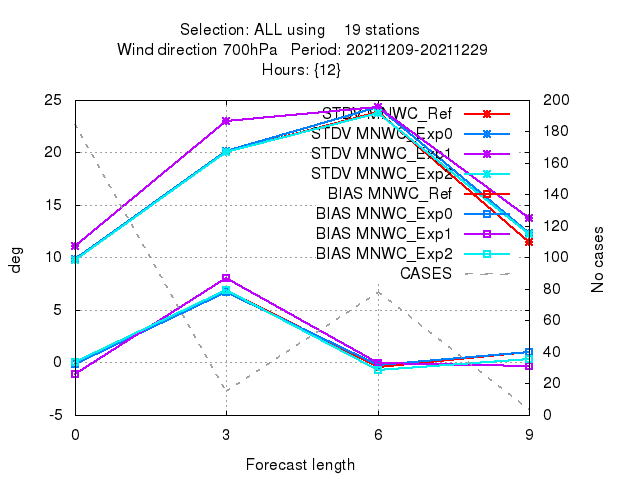 Selection: ALL using 19 stations
Wind direction 700hPa Period: 20211209-20211229
Hours: {12}
25
20
15
10
5
0
-5
200
180
160
140
120
100
80
60
40
20
0
STDV MNWC_Ref
STDV MNWC_Exp0
STDV MNWC_Exp1
STDV MNWC_Exp2
BIAS MNWC_Ref
BIAS MNWC_Exp0
BIAS MNWC_Exp1
BIAS MNWC_Exp2
CASES
deg
No cases
0 3 6 9
Forecast length